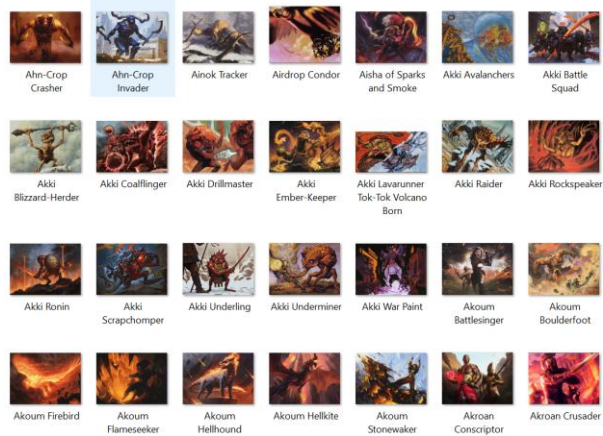 Ahn-Crop
Crasher
Ahn-Crop
Invader
Ainok Tracker
Airdrop Condor
Aisha of Sparks
and Smoke
Akki Avalanchers
Akki Battle
Squad
Akki
Blizzard-Herder
Akki Coalflinger
Akki Drillmaster
Akki
Ember-Keeper
Akki Lavarunner
Tok-Tok Volcano
Born
Akki Raider
Akki Rockspeaker
Akki Ronin
Akki
Scrapchomper
Akki Underling
Akki Underminer
Akki War Paint
Akoum
Battlesinger
Akoum
Boulderfoot
Akoum Firebird
Akoum
Flameseeker
Akoum
Hellhound
Akoum Hellkite
Akoum
Stonewaker
Akroan
Conscriptor
Akroan Crusader